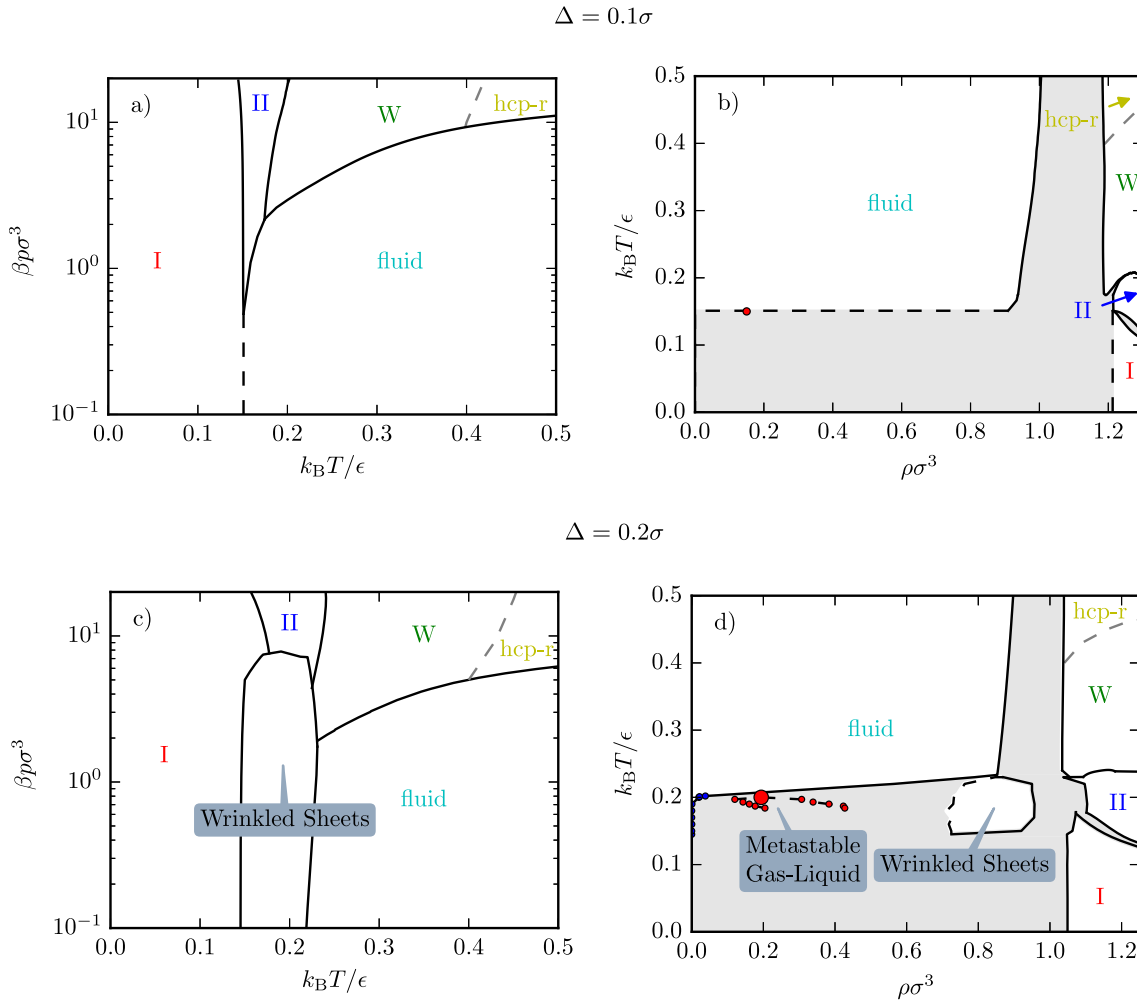 Δ = 0.1σ
a)
II
W
hcp-r
I
fluid
βpσ³
10¹
10⁰
10⁻¹
0.0 0.1 0.2 0.3 0.4 0.5
k_BT/ϵ
b)
hcp-r
W
fluid
II
I
k_BT/ϵ
0.5
0.4
0.3
0.2
0.1
0.0
0.0 0.2 0.4 0.6 0.8 1.0 1.2
ρσ³
Δ = 0.2σ
c)
II
W
hcp-r
I
fluid
Wrinkled Sheets
βpσ³
10¹
10⁰
10⁻¹
0.0 0.1 0.2 0.3 0.4 0.5
k_BT/ϵ
d)
hcp-r
W
fluid
II
Metastable
Gas-Liquid
Wrinkled Sheets
I
k_BT/ϵ
0.5
0.4
0.3
0.2
0.1
0.0
0.0 0.2 0.4 0.6 0.8 1.0 1.2
ρσ³